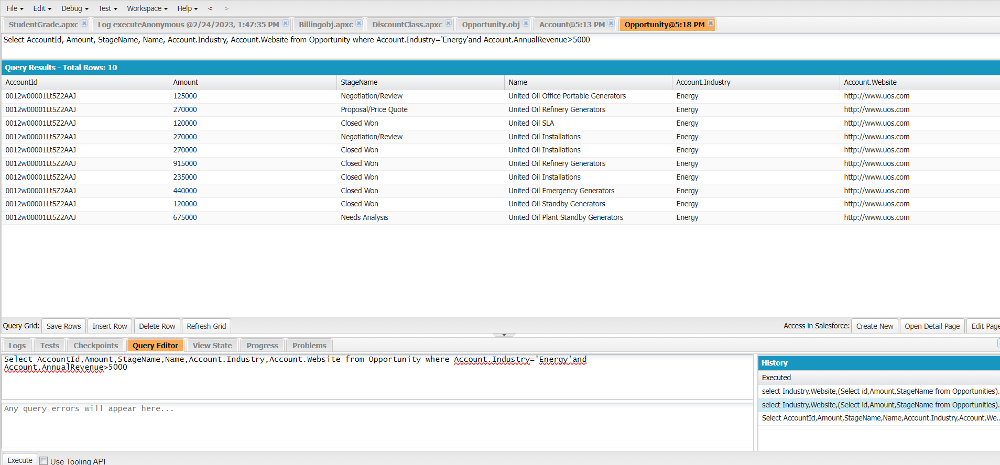 File Edit Debug Test Workspace Help < >
StudentGrade.apxc Log executeAnonymous @2/24/2023, 1:47:35 PM Billingobj.apxc DiscountClass.apxc Opportunity.obj Account@5:13 PM Opportunity@5:18 PM
Select AccountId, Amount, StageName, Name, Account.Industry, Account.Website from Opportunity where Account.Industry='Energy'and Account.AnnualRevenue>5000
Query Results - Total Rows: 10
AccountId Amount StageName Name Account.Industry Account.Website
0012w00001Lt5Z2AAJ 125000 Negotiation/Review United Oil Office Portable Generators Energy http://www.uos.com
0012w00001Lt5Z2AAJ 270000 Proposal/Price Quote United Oil Refinery Generators Energy http://www.uos.com
0012w00001Lt5Z2AAJ 120000 Closed Won United Oil SLA Energy http://www.uos.com
0012w00001Lt5Z2AAJ 270000 Negotiation/Review United Oil Installations Energy http://www.uos.com
0012w00001Lt5Z2AAJ 270000 Closed Won United Oil Installations Energy http://www.uos.com
0012w00001Lt5Z2AAJ 915000 Closed Won United Oil Refinery Generators Energy http://www.uos.com
0012w00001Lt5Z2AAJ 235000 Closed Won United Oil Installations Energy http://www.uos.com
0012w00001Lt5Z2AAJ 440000 Closed Won United Oil Emergency Generators Energy http://www.uos.com
0012w00001Lt5Z2AAJ 120000 Closed Won United Oil Standby Generators Energy http://www.uos.com
0012w00001Lt5Z2AAJ 675000 Needs Analysis United Oil Plant Standby Generators Energy http://www.uos.com
Query Grid: Save Rows Insert Row Delete Row Refresh Grid Access in Salesforce: Create New Open Detail Page Edit Page
Logs Tests Checkpoints Query Editor View State Progress Problems
Select AccountId,Amount,StageName,Name,Account.Industry,Account.Website from Opportunity where Account.Industry='Energy'and
Account.AnnualRevenue>5000
Any query errors will appear here...
History
Executed
select Industry,Website,(Select id,Amount,StageName from Opportunities)..
select Industry,Website,(Select id,Amount,StageName from Opportunities)..
Select AccountId,Amount,StageName,Name,Account.Industry,Account.We...
Execute Use Tooling API